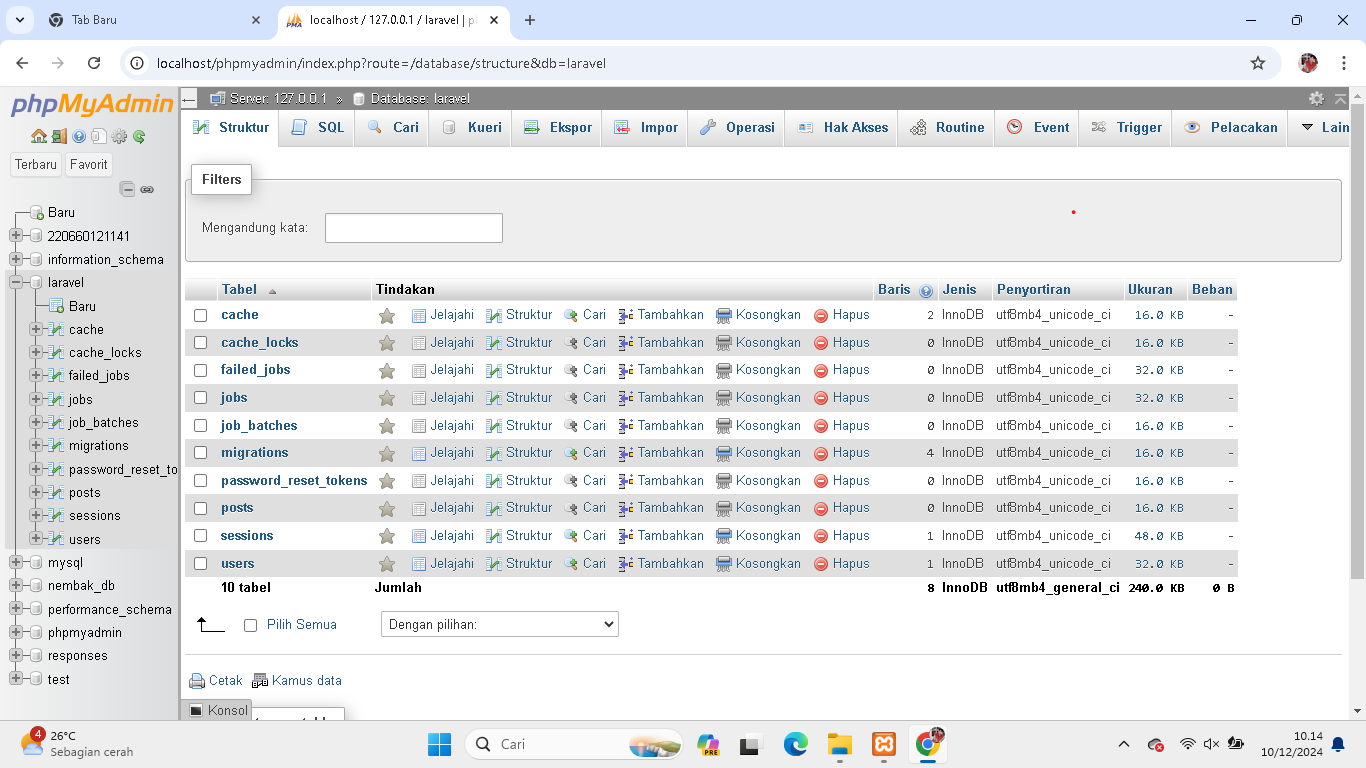 Tab Baru
localhost / 127.0.0.1 / laravel | p
localhost/phpmyadmin/index.php?route=/database/structure&db=laravel
phpMyAdmin
Terbaru Favorit
Baru
220660121141
information_schema
laravel
Baru
cache
cache_locks
failed_jobs
jobs
job_batches
migrations
password_reset_to
posts
sessions
users
mysql
nembak_db
performance_schema
phpmyadmin
responses
test
Server: 127.0.0.1 » Database: laravel
Struktur SQL Cari Kueri Ekspor Impor Operasi Hak Akses Routine Event Trigger Pelacakan Lain
Filters
Mengandung kata:
Tabel Tindakan Baris Jenis Penyortiran Ukuran Beban
cache Jelajahi Struktur Cari Tambahkan Kosongkan Hapus 2 InnoDB utf8mb4_unicode_ci 16.0 KB -
cache_locks Jelajahi Struktur Cari Tambahkan Kosongkan Hapus 0 InnoDB utf8mb4_unicode_ci 16.0 KB -
failed_jobs Jelajahi Struktur Cari Tambahkan Kosongkan Hapus 0 InnoDB utf8mb4_unicode_ci 32.0 KB -
jobs Jelajahi Struktur Cari Tambahkan Kosongkan Hapus 0 InnoDB utf8mb4_unicode_ci 32.0 KB -
job_batches Jelajahi Struktur Cari Tambahkan Kosongkan Hapus 0 InnoDB utf8mb4_unicode_ci 16.0 KB -
migrations Jelajahi Struktur Cari Tambahkan Kosongkan Hapus 4 InnoDB utf8mb4_unicode_ci 16.0 KB -
password_reset_tokens Jelajahi Struktur Cari Tambahkan Kosongkan Hapus 0 InnoDB utf8mb4_unicode_ci 16.0 KB -
posts Jelajahi Struktur Cari Tambahkan Kosongkan Hapus 0 InnoDB utf8mb4_unicode_ci 16.0 KB -
sessions Jelajahi Struktur Cari Tambahkan Kosongkan Hapus 1 InnoDB utf8mb4_unicode_ci 48.0 KB -
users Jelajahi Struktur Cari Tambahkan Kosongkan Hapus 1 InnoDB utf8mb4_unicode_ci 32.0 KB -
10 tabel Jumlah 8 InnoDB utf8mb4_general_ci 240.0 KB 0 B
Pilih Semua Dengan pilihan:
Cetak Kamus data
Konsol
4 26°C
Sebagian cerah
Cari
PRE
10.14
10/12/2024